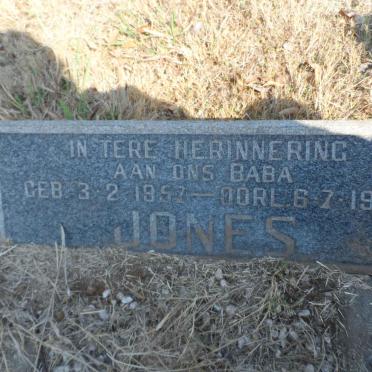 IN TERE HERINNERING
AAN ONS BABA
GEB. 3·2·1957 — OORL. 6·7·19
JONES